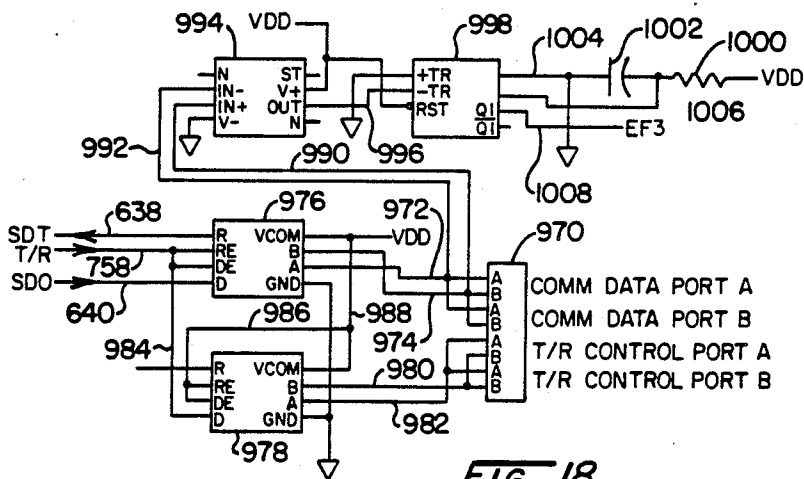 994
VDD
998
1004
1002
1000
N
IN-
IN+
V-
ST
V+
OUT
N
+TR
-TR
RST
Q1
Q1
VDD
1006
EF3
992
990
996
1008
638
976
972
970
SDT
T/R
SDO
758
640
R
RE
DE
D
VCOM
B
A
GND
VDD
A
B
A
B
A
B
A
B
COMM DATA PORT A
COMM DATA PORT B
T/R CONTROL PORT A
T/R CONTROL PORT B
986
988
974
984
980
R
RE
DE
D
VCOM
B
A
GND
982
978
FIG 18